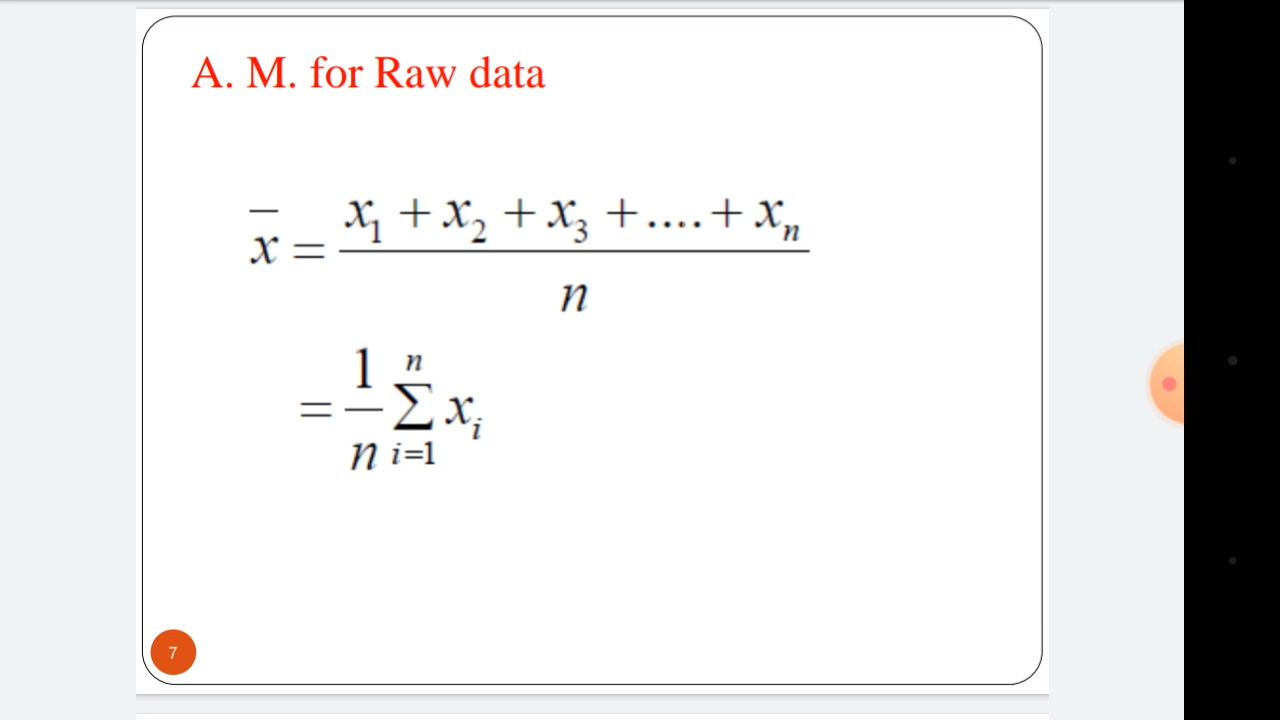 A. M. for Raw data
x̄ = (x₁ + x₂ + x₃ + .... + xₙ) / n
= 1/n ∑ᵢ₌₁ⁿ xᵢ
7